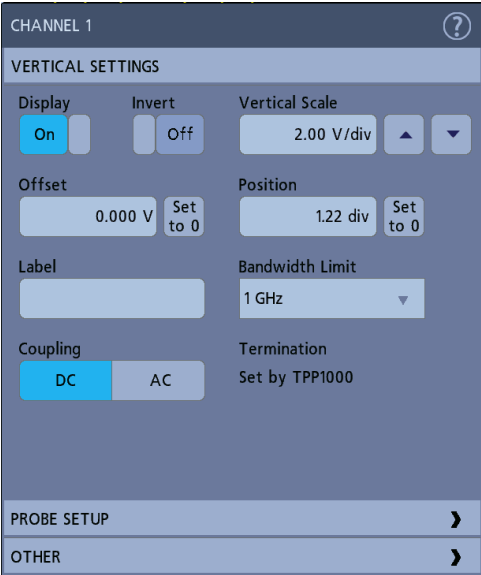 CHANNEL 1
?
VERTICAL SETTINGS
Display Invert Vertical Scale
On Off 2.00 V/div
Offset Position
0.000 V Set to 0 1.22 div Set to 0
Label Bandwidth Limit
1 GHz
Coupling Termination
DC AC Set by TPP1000
PROBE SETUP
OTHER